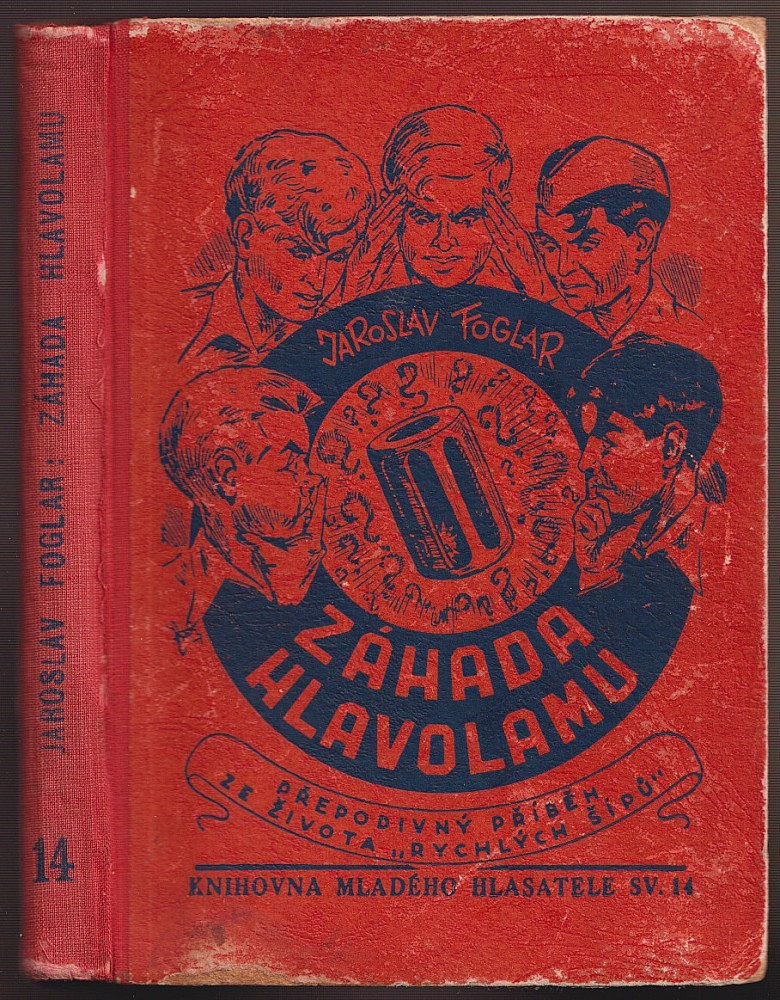 JAROSLAV FOGLAR: ZÁHADA HLAVOLAMU
14
JAROSLAV FOGLAR
ZÁHADA
HLAVOLAMU
PŘEPODIVNÝ PŘÍBĚH
ZE ŽIVOTA „RYCHLÝCH ŠÍPŮ"
KNIHOVNA MLADÉHO HLASATELE SV. 14